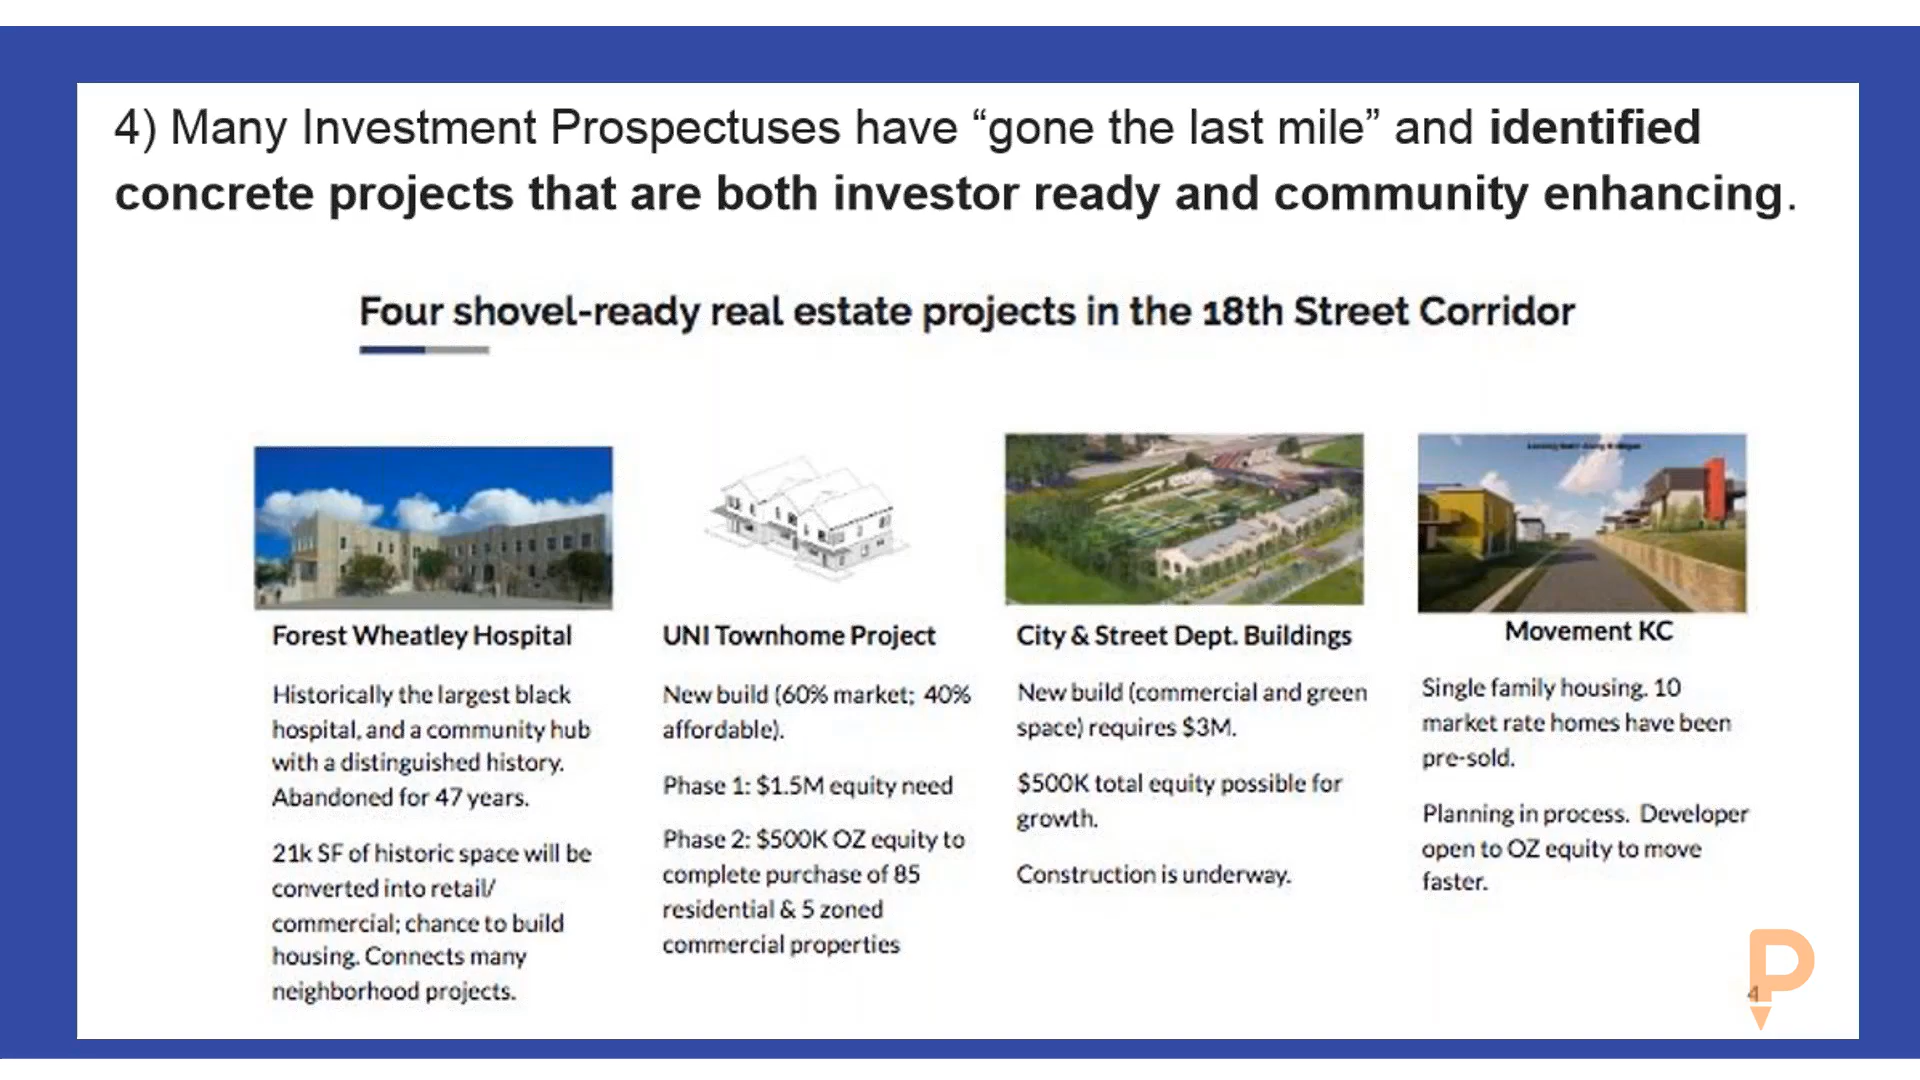 4) Many Investment Prospectuses have “gone the last mile” and identified
concrete projects that are both investor ready and community enhancing.
Four shovel-ready real estate projects in the 18th Street Corridor
Forest Wheatley Hospital
Historically the largest black
hospital, and a community hub
with a distinguished history.
Abandoned for 47 years.
21k SF of historic space will be
converted into retail/
commercial; chance to build
housing. Connects many
neighborhood projects.
UNI Townhome Project
New build (60% market; 40%
affordable).
Phase 1: $1.5M equity need
Phase 2: $500K OZ equity to
complete purchase of 85
residential & 5 zoned
commercial properties
City & Street Dept. Buildings
New build (commercial and green
space) requires $3M.
$500K total equity possible for
growth.
Construction is underway.
Movement KC
Single family housing. 10
market rate homes have been
pre-sold.
Planning in process. Developer
open to OZ equity to move
faster.
4
P